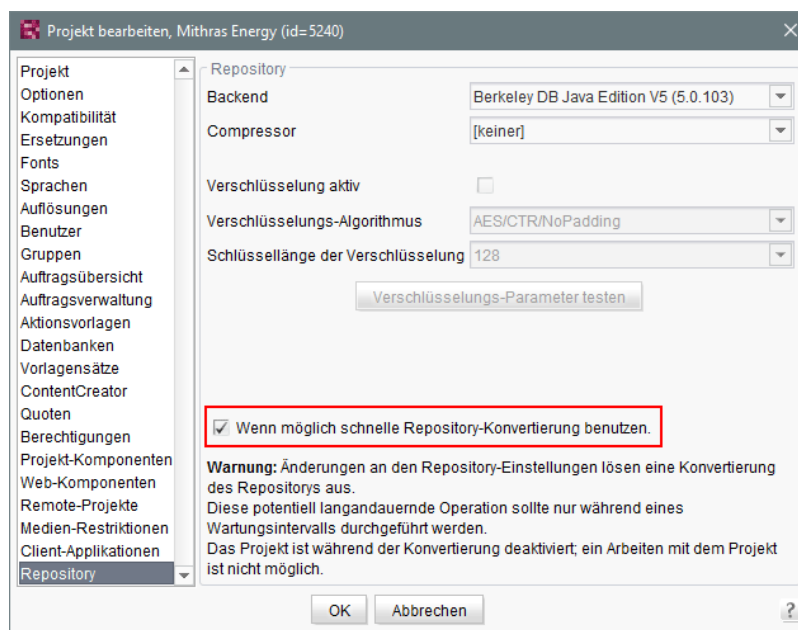 Projekt bearbeiten, Mithras Energy (id=5240)
Projekt
Optionen
Kompatibilität
Ersetzungen
Fonts
Sprachen
Auflösungen
Benutzer
Gruppen
Auftragsübersicht
Auftragsverwaltung
Aktionsvorlagen
Datenbanken
Vorlagensätze
ContentCreator
Quoten
Berechtigungen
Projekt-Komponenten
Web-Komponenten
Remote-Projekte
Medien-Restriktionen
Client-Applikationen
Repository
Repository
Backend Berkeley DB Java Edition V5 (5.0.103)
Compressor [keiner]
Verschlüsselung aktiv
Verschlüsselungs-Algorithmus AES/CTR/NoPadding
Schlüssellänge der Verschlüsselung 128
Verschlüsselungs-Parameter testen
Wenn möglich schnelle Repository-Konvertierung benutzen.
Warnung: Änderungen an den Repository-Einstellungen lösen eine Konvertierung
des Repositorys aus.
Diese potentiell langandauernde Operation sollte nur während eines
Wartungsintervalls durchgeführt werden.
Das Projekt ist während der Konvertierung deaktiviert; ein Arbeiten mit dem Projekt
ist nicht möglich.
OK Abbrechen ?